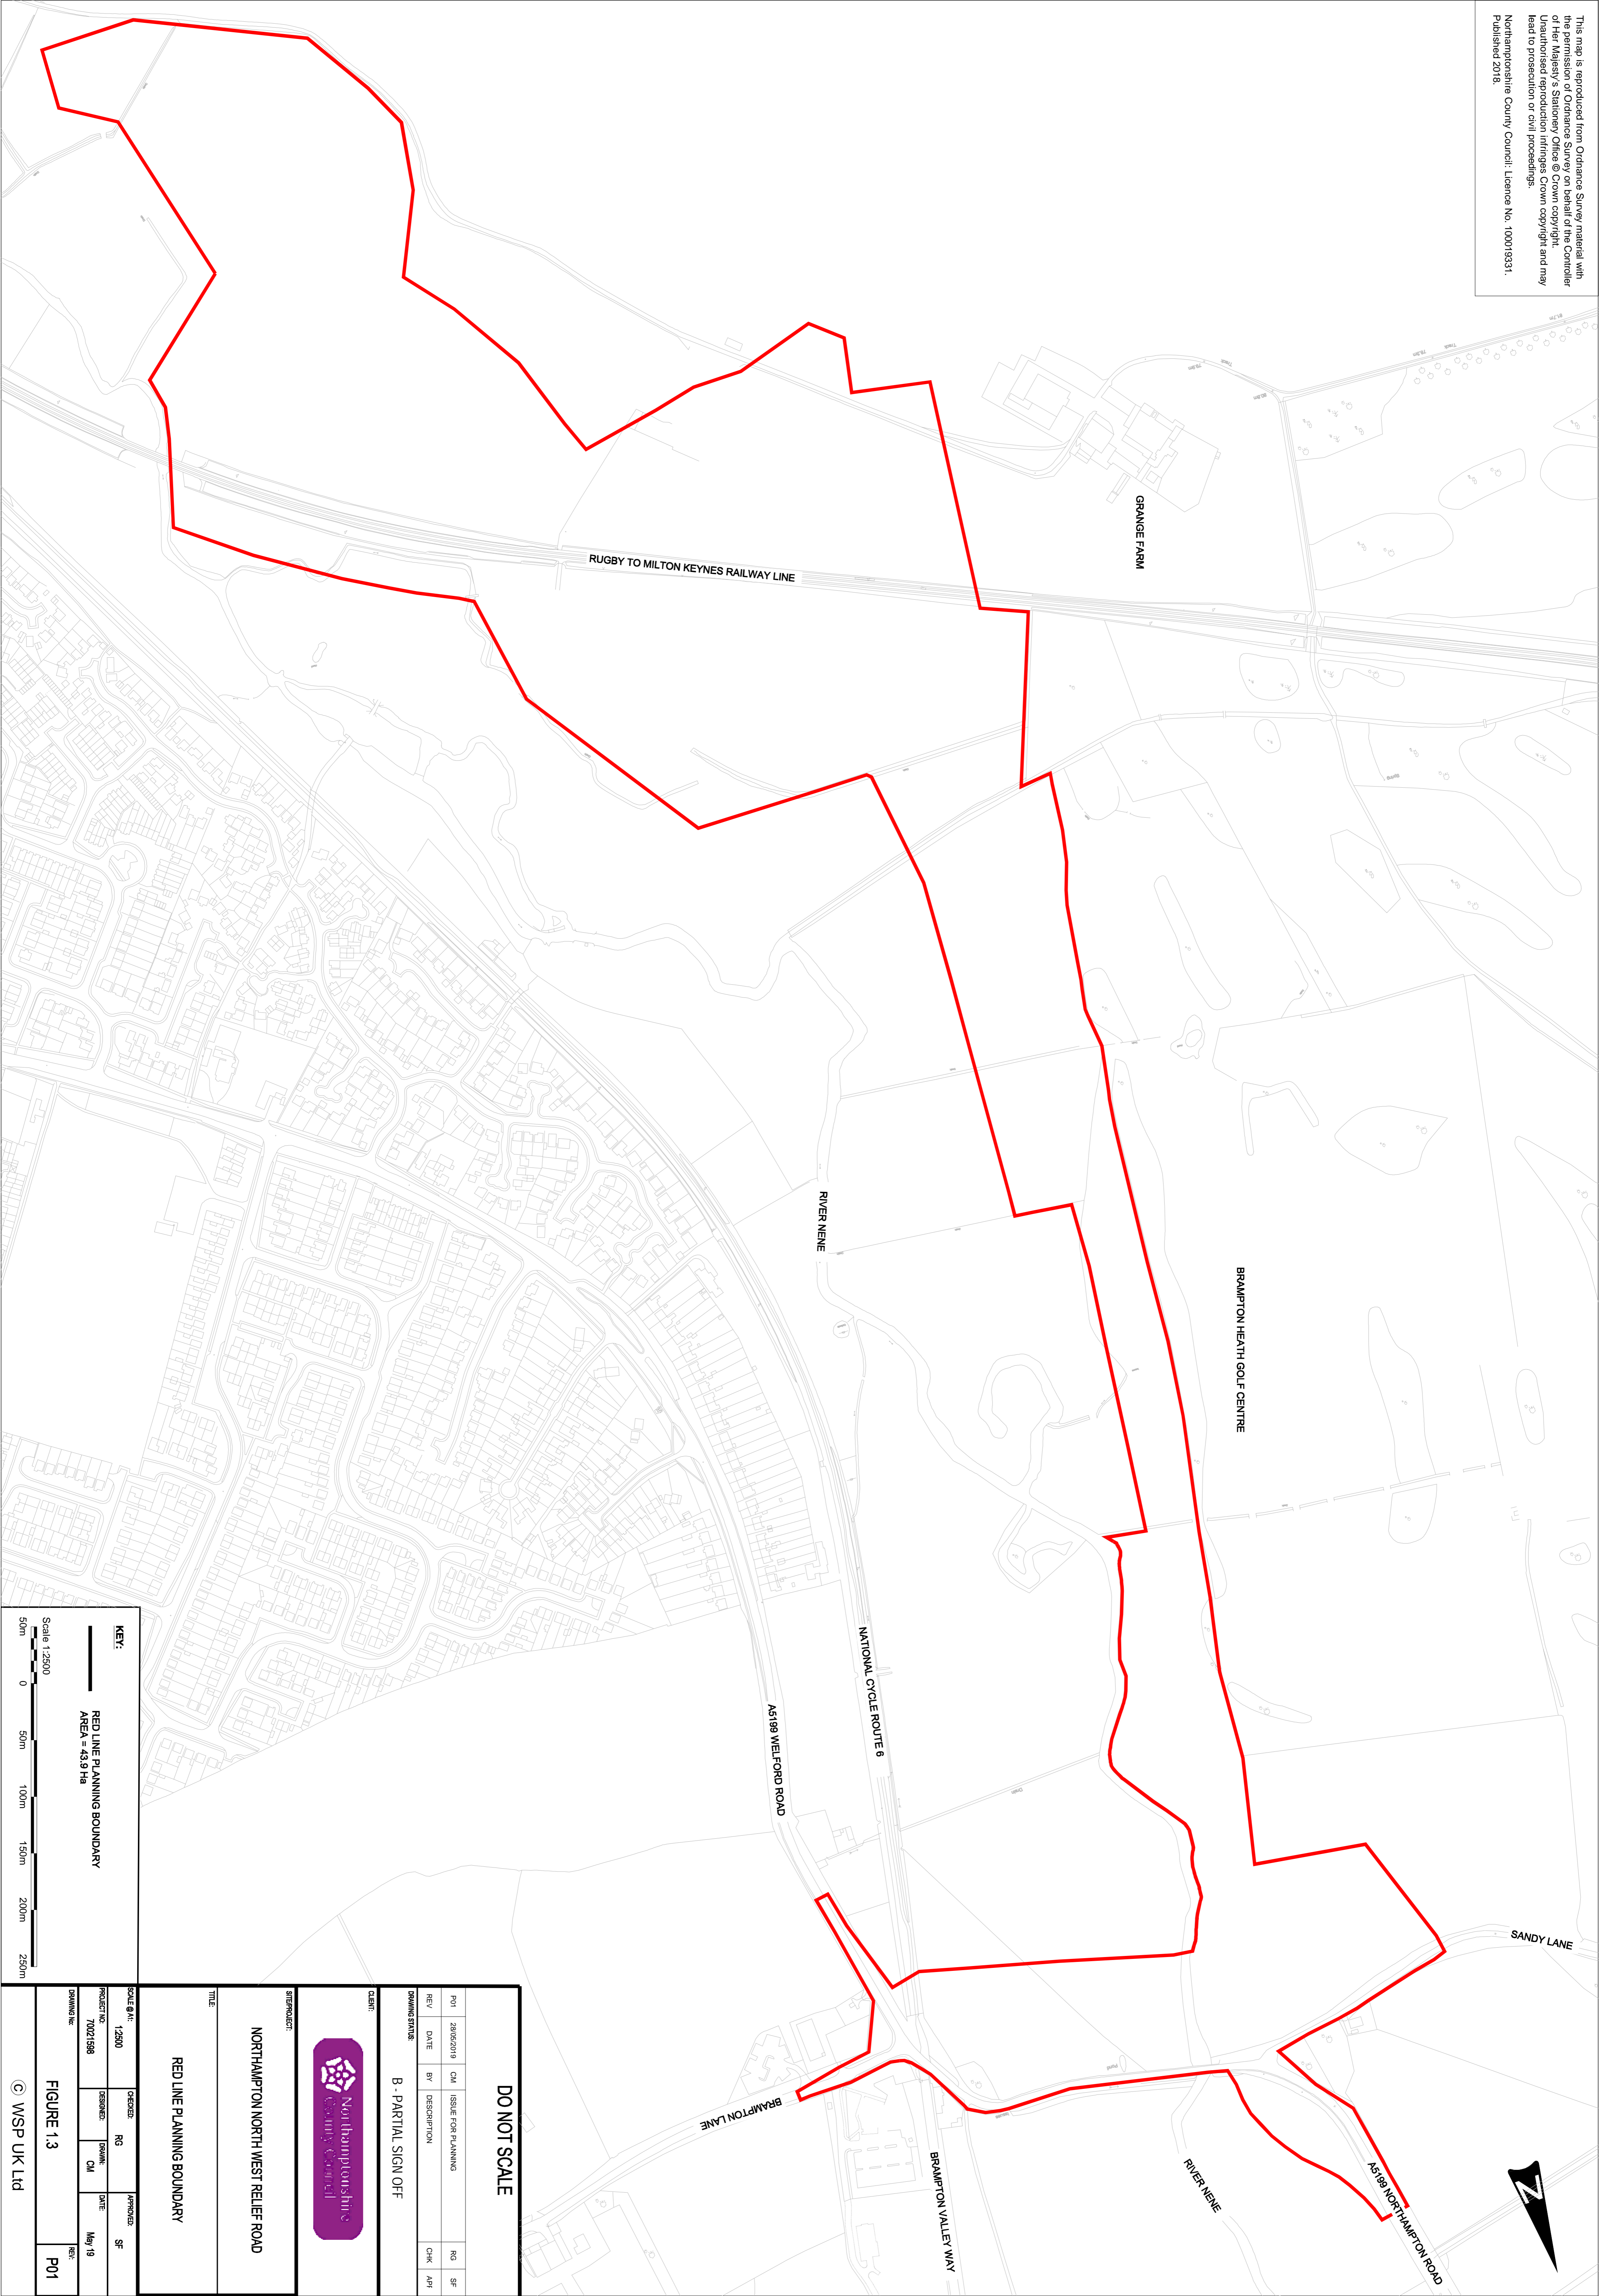 This map is reproduced from Ordnance Survey material with
the permission of Ordnance Survey on behalf of the Controller
of Her Majesty's Stationery Office © Crown copyright.
Unauthorised reproduction infringes Crown copyright and may
lead to prosecution or civil proceedings.
Northamptonshire County Council: Licence No. 100019331.
Published 2018.
GRANGE FARM
RUGBY TO MILTON KEYNES RAILWAY LINE
BRAMPTON HEATH GOLF CENTRE
RIVER NENE
NATIONAL CYCLE ROUTE 6
A5199 WELFORD ROAD
SANDY LANE
BRAMPTON LANE
BRAMPTON VALLEY WAY
RIVER NENE
A5199 NORTHAMPTON ROAD
Track
Track
Spring
Drain
Pond
N
KEY:
RED LINE PLANNING BOUNDARY
AREA = 43.9 Ha
Scale 1:2500
50m 0 50m 100m 150m 200m 250m
DO NOT SCALE
P01 28/05/2019 CM ISSUE FOR PLANNING RG SF
REV DATE BY DESCRIPTION CHK
DRAWING STATUS:
B - PARTIAL SIGN OFF
CLIENT:
Northamptonshire
County Council
SITE/PROJECT:
NORTHAMPTON NORTH WEST RELIEF ROAD
TITLE:
RED LINE PLANNING BOUNDARY
SCALE @ A1: 1:2500
CHECKED: RG
APPROVED: SF
PROJECT NO: 70021598
DESIGNED:
DRAWN: CM
DATE: May 19
DRAWING No:
FIGURE 1.3
REV: P01
© WSP UK Ltd